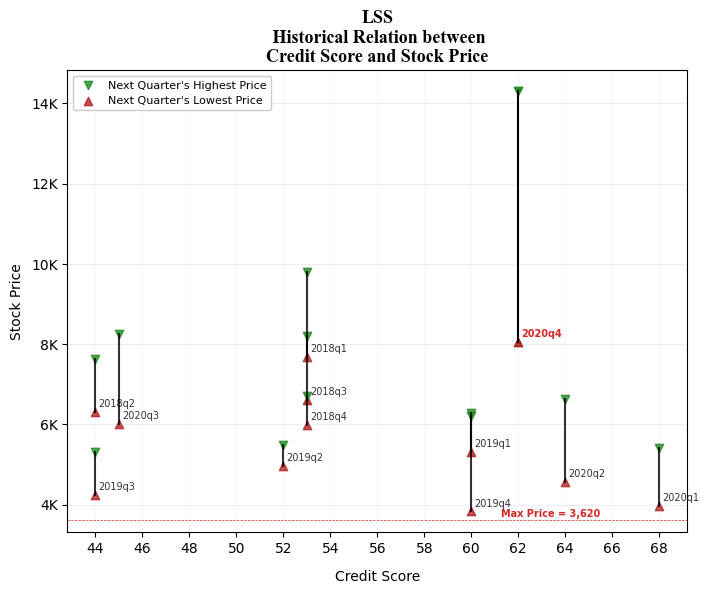 LSS
Historical Relation between
Credit Score and Stock Price
Next Quarter's Highest Price
Next Quarter's Lowest Price
14K
12K
10K
8K
6K
4K
Stock Price
2020q4
2018q1
2018q3
2018q2
2020q3
2018q4
2019q1
2019q2
2020q2
2019q3
2019q4
2020q1
Max Price = 3,620
44 46 48 50 52 54 56 58 60 62 64 66 68
Credit Score